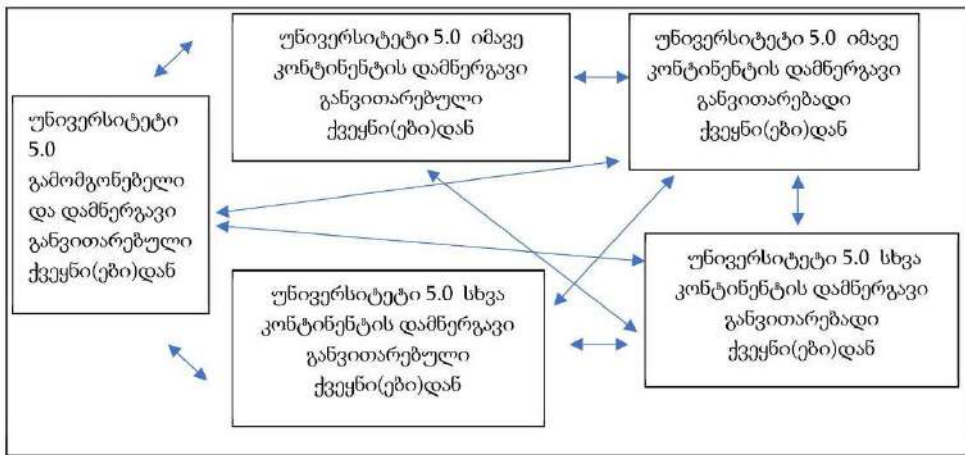 უნივერსიტეტი
5.0
გამომგონებელი
და დამნერგავი
განვითარებული
ქვეყნი(ები)დან
უნივერსიტეტი 5.0 იმავე
კონტინენტის დამნერგავი
განვითარებული
ქვეყნი(ები)დან
უნივერსიტეტი 5.0 იმავე
კონტინენტის დამნერგავი
განვითარებადი
ქვეყნი(ები)დან
უნივერსიტეტი 5.0 სხვა
კონტინენტის დამნერგავი
განვითარებული
ქვეყნი(ები)დან
უნივერსიტეტი 5.0 სხვა
კონტინენტის დამნერგავი
განვითარებადი
ქვეყნი(ები)დან